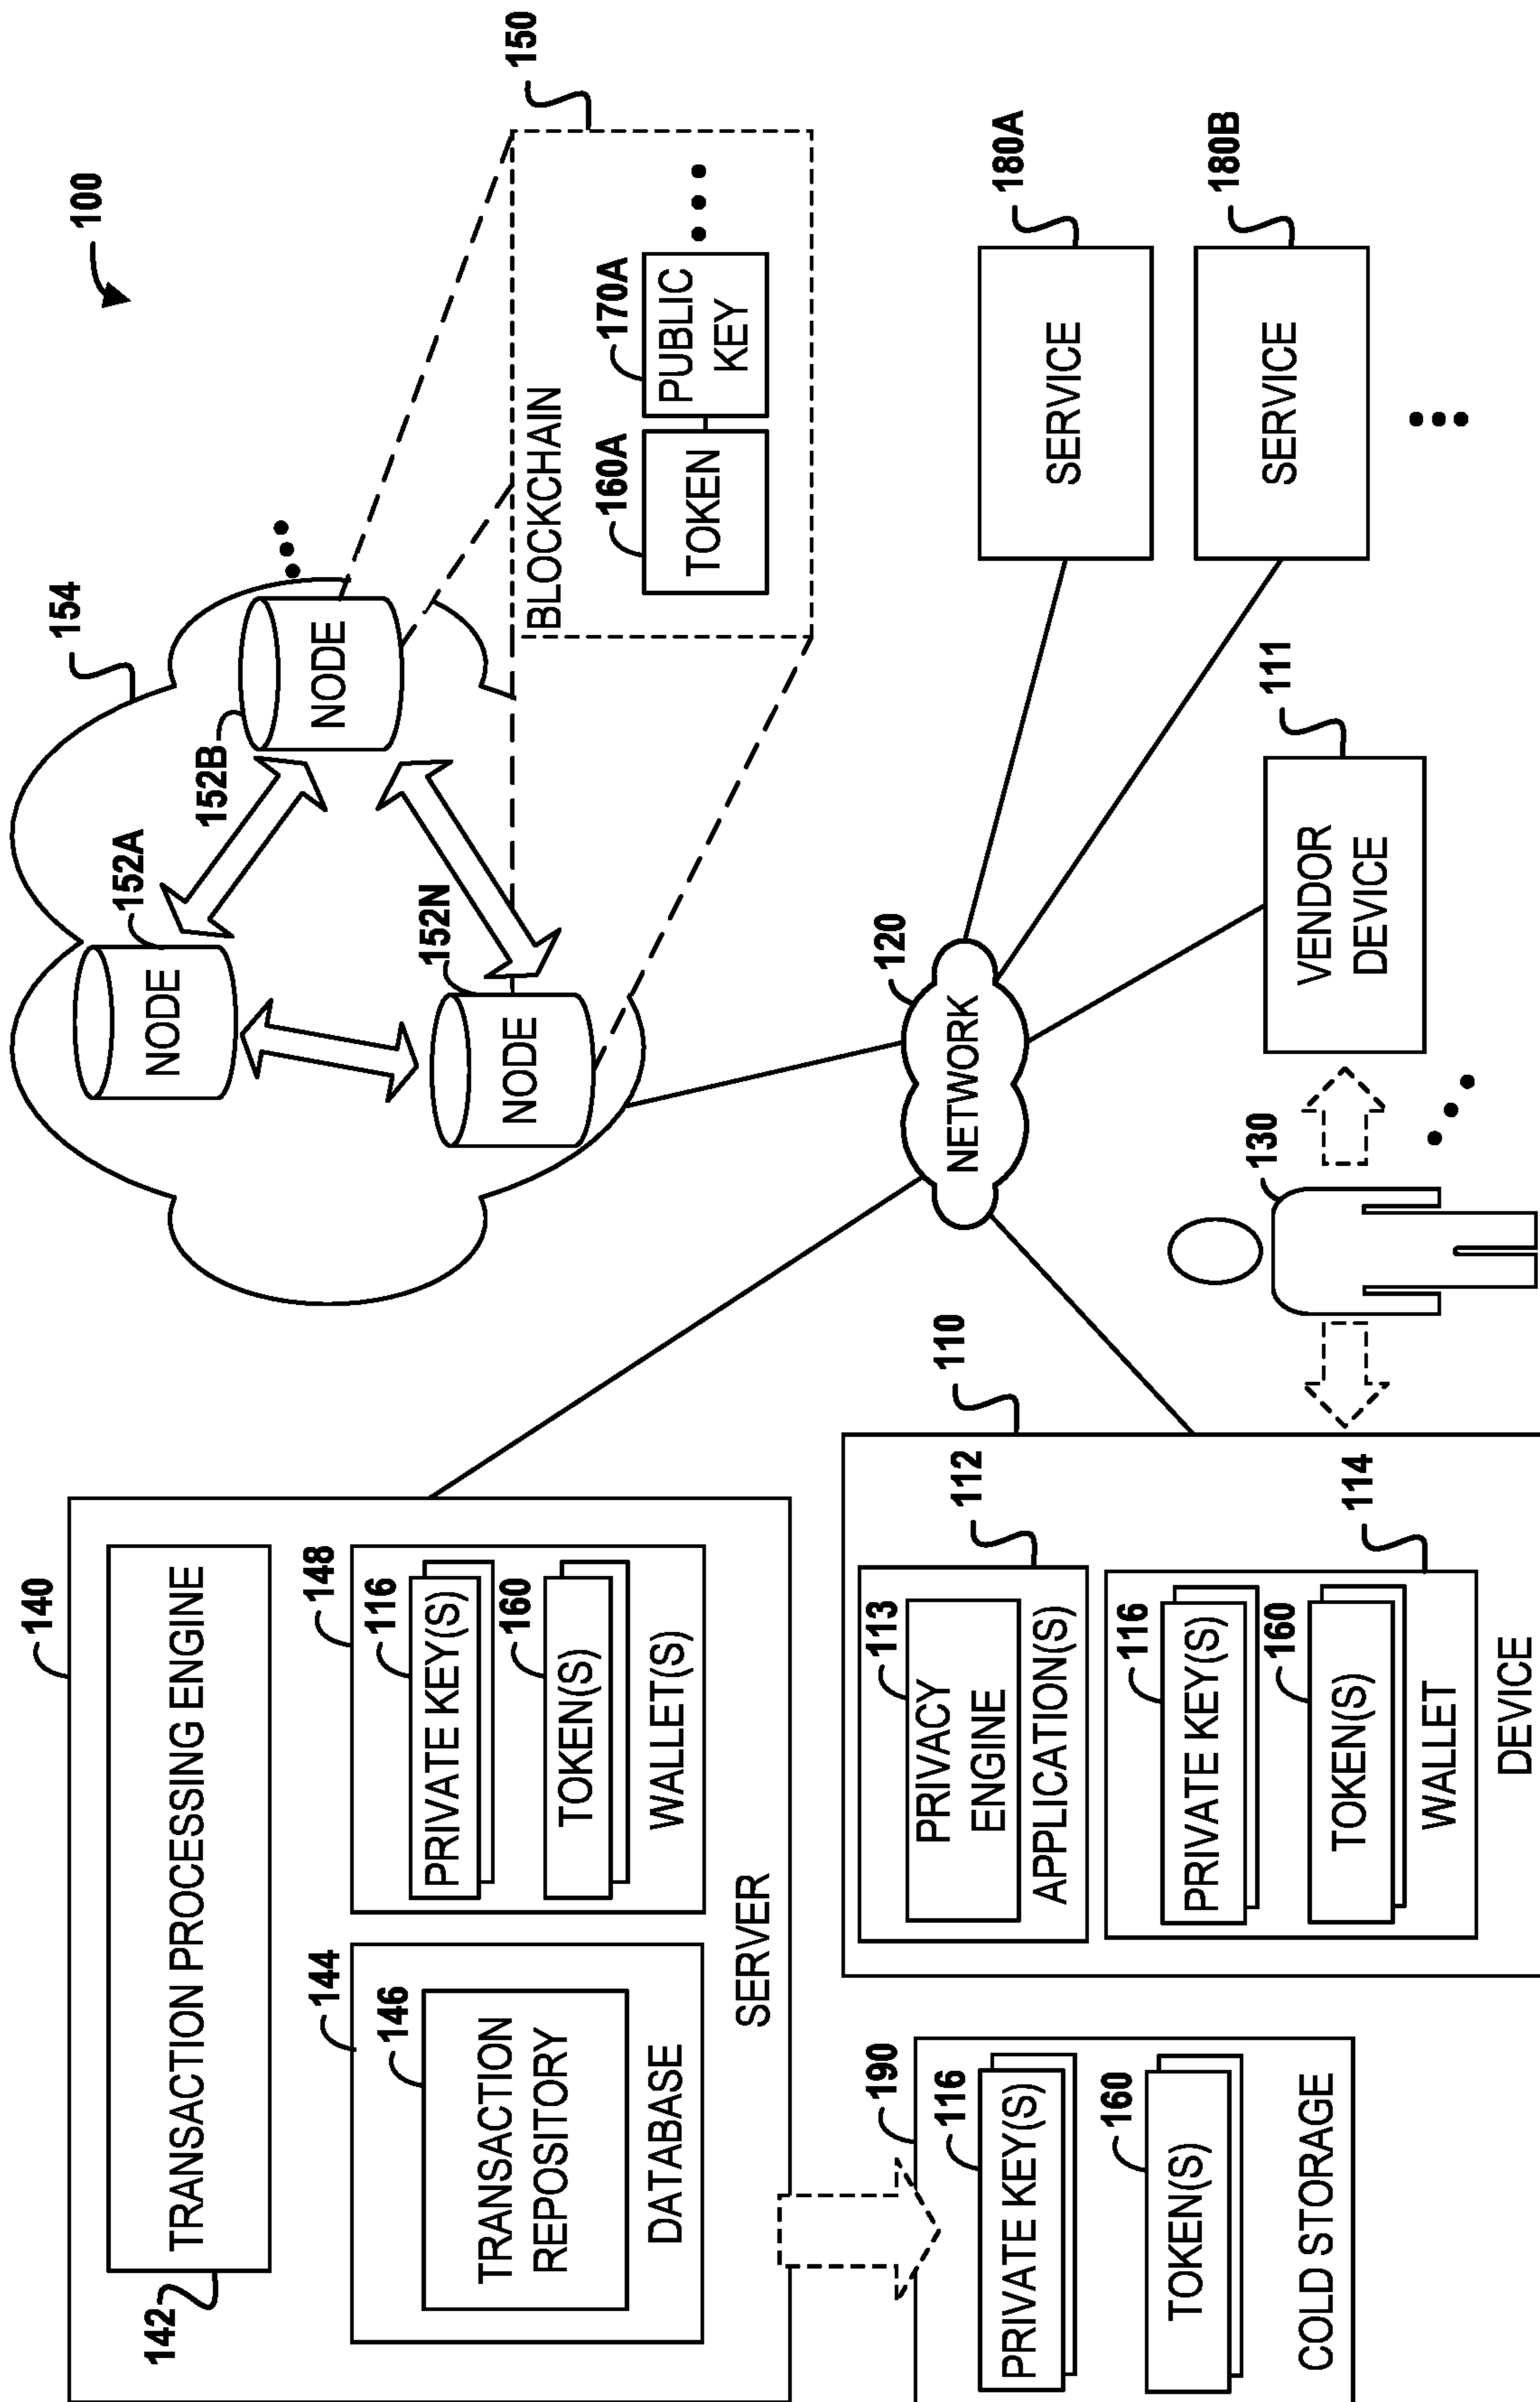 100
140
TRANSACTION PROCESSING ENGINE
142
144
146
TRANSACTION
REPOSITORY
DATABASE
148
116
PRIVATE KEY(S)
160
TOKEN(S)
WALLET(S)
SERVER
154
152A
NODE
152B
NODE
152N
NODE
150
BLOCKCHAIN
160A
TOKEN
170A
PUBLIC
KEY
190
116
PRIVATE KEY(S)
160
TOKEN(S)
COLD STORAGE
110
112
113
PRIVACY
ENGINE
APPLICATION(S)
114
116
PRIVATE KEY(S)
160
TOKEN(S)
WALLET
DEVICE
120
NETWORK
130
111
VENDOR
DEVICE
180A
SERVICE
180B
SERVICE